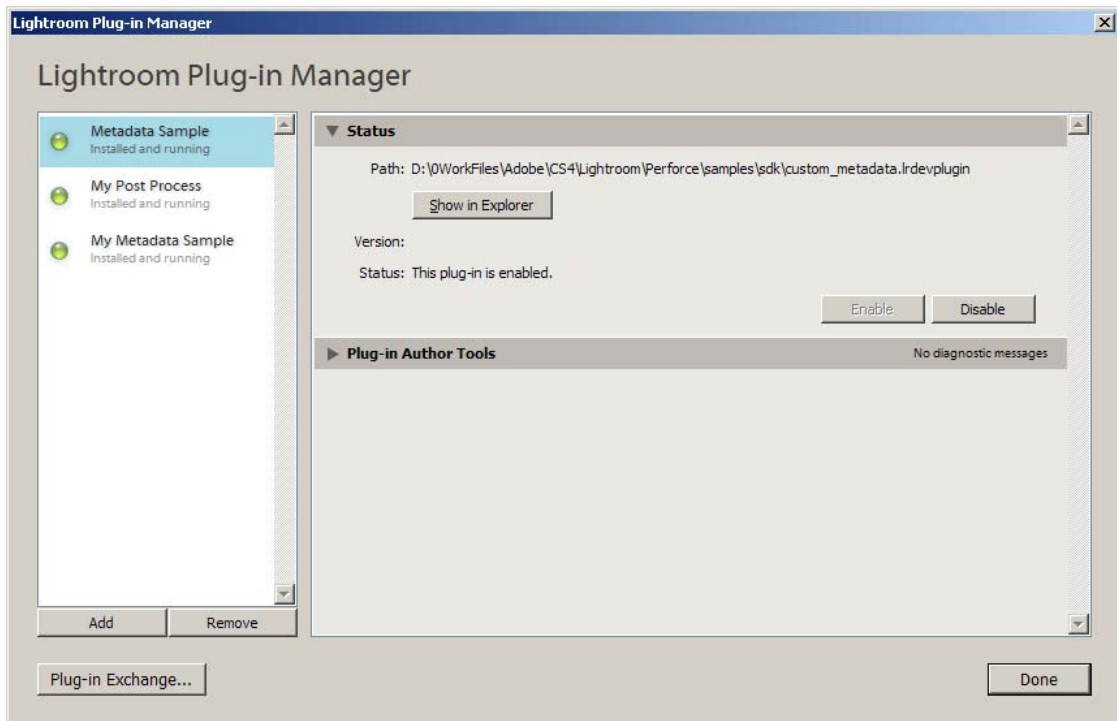 Lightroom Plug-in Manager
Lightroom Plug-in Manager
Metadata Sample
Installed and running
My Post Process
Installed and running
My Metadata Sample
Installed and running
Add
Remove
Status
Path: D:\0WorkFiles\Adobe\CS4\Lightroom\Perforce\samples\sdk\custom_metadata.lrdevplugin
Show in Explorer
Version:
Status: This plug-in is enabled.
Enable
Disable
Plug-in Author Tools
No diagnostic messages
Plug-in Exchange...
Done